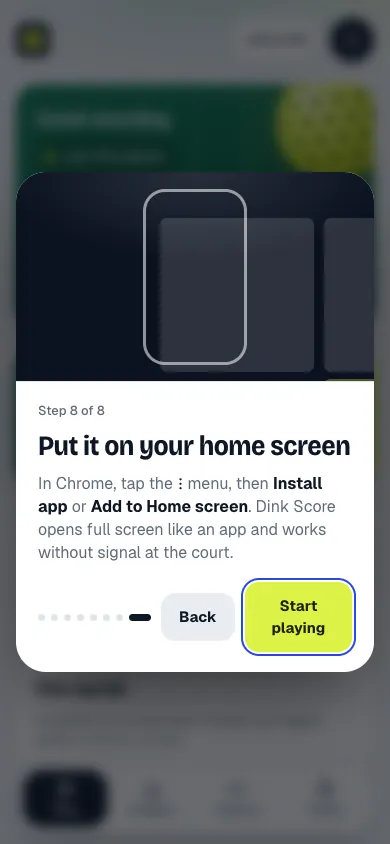 Step 8 of 8
Put it on your home screen
In Chrome, tap the ⋮ menu, then Install
app or Add to Home screen. Dink Score
opens full screen like an app and works
without signal at the court.
Back
Start
playing